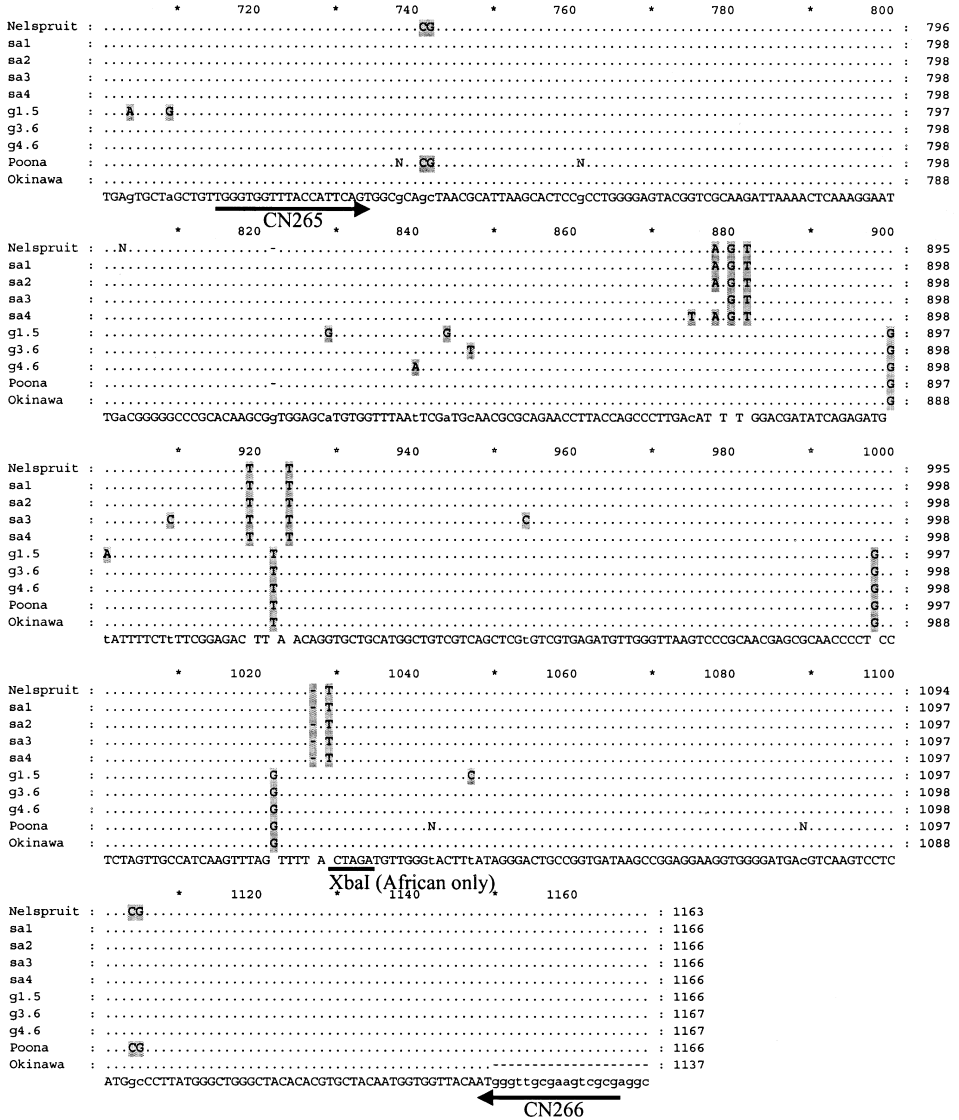 * 720 * 740 * 760 * 780 * 800
Nelspruit : CG : 796
sa1 : : 798
sa2 : : 798
sa3 : : 798
sa4 : : 798
g1.5 : A G : 797
g3.6 : : 798
g4.6 : : 798
Poona : N CG N : 798
Okinawa : : 788
TGAgTGCTAGCTGTTGGGTGGTTTACCATTCAGTGGCgCAgcTAACGCATTAAGCACTCCgCCTGGGGAGTACGGTCGCAAGATTAAAACTCAAAGGAAT
CN265
* 820 * 840 * 860 * 880 * 900
Nelspruit : N - A G T : 895
sa1 : A G T : 898
sa2 : A G T : 898
sa3 : G T : 898
sa4 : T A G T : 898
g1.5 : G G G : 897
g3.6 : T G : 898
g4.6 : A G : 898
Poona : - G : 897
Okinawa : G : 888
TGaCGGGGGCCCGCACAAGCGgTGGAGCaTGTGGTTTAAtTCGaTGcAACGCGCAGAACCTTACCAGCCCTTGAcAT T T GGACGATATCAGAGATG
* 920 * 940 * 960 * 980 * 1000
Nelspruit : T T : 995
sa1 : T T : 998
sa2 : T T : 998
sa3 : C T T C : 998
sa4 : T T : 998
g1.5 : A T G : 997
g3.6 : T G : 998
g4.6 : T G : 998
Poona : T G : 997
Okinawa : T G : 988
tATTTTCTtTTCGGAGAC TT A ACAGGTGCTGCATGGCTGTCGTCAGCTCGtGTCGTGAGATGTTGGGTTAAGTCCCGCAACGAGCGCAACCCCT CC
* 1020 * 1040 * 1060 * 1080 * 1100
Nelspruit : - T : 1094
sa1 : - T : 1097
sa2 : - T : 1097
sa3 : - T : 1097
sa4 : - T : 1097
g1.5 : G C : 1097
g3.6 : G : 1098
g4.6 : G : 1098
Poona : G N N : 1097
Okinawa : G : 1088
TCTAGTTGCCATCAAGTTTAG TTTT A CTAGATGTTGGGtACTTtATAGGGACTGCCGGTGATAAGCCGGAGGAAGGTGGGGATGAcGTCAAGTCCTC
XbaI (African only)
* 1120 * 1140 * 1160
Nelspruit : CG : 1163
sa1 : : 1166
sa2 : : 1166
sa3 : : 1166
sa4 : : 1166
g1.5 : : 1166
g3.6 : : 1167
g4.6 : : 1167
Poona : CG : 1166
Okinawa : -------------------- : 1137
ATGgcCCTTATGGGCTGGGCTACACACGTGCTACAATGGTGGTTACAATgggttgcgaagtcgcgaggc
CN266